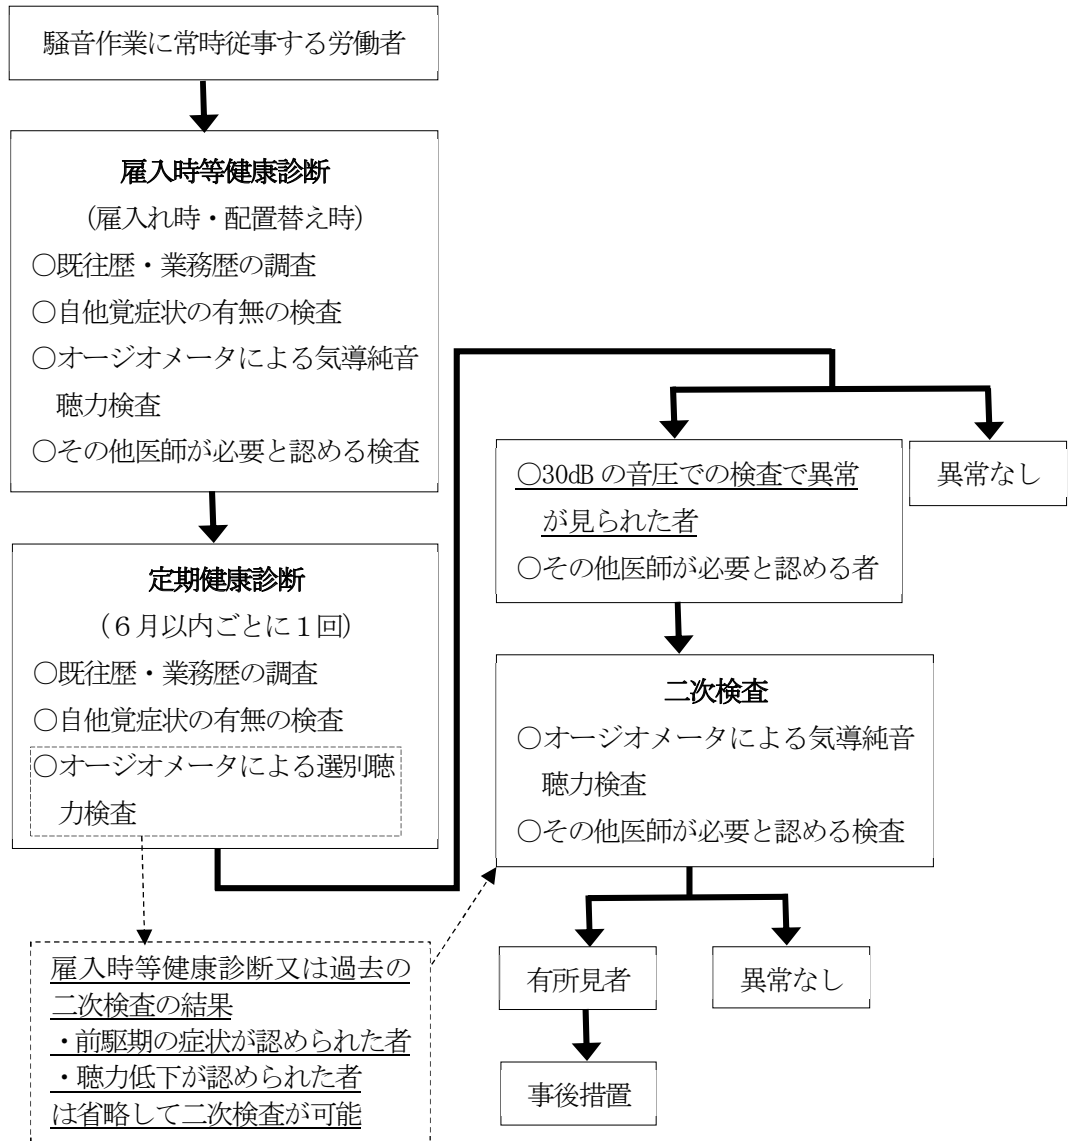 騒音作業に常時従事する労働者
雇入時等健康診断
(雇入れ時・配置替え時)
○既往歴・業務歴の調査
○自他覚症状の有無の検査
○オージオメータによる気導純音
聴力検査
○その他医師が必要と認める検査
定期健康診断
(6月以内ごとに1回)
○既往歴・業務歴の調査
○自他覚症状の有無の検査
○オージオメータによる選別聴
力検査
雇入時等健康診断又は過去の
二次検査の結果
・前駆期の症状が認められた者
・聴力低下が認められた者
は省略して二次検査が可能
○30dBの音圧での検査で異常
が見られた者
○その他医師が必要と認める者
異常なし
二次検査
○オージオメータによる気導純音
聴力検査
○その他医師が必要と認める検査
有所見者
異常なし
事後措置